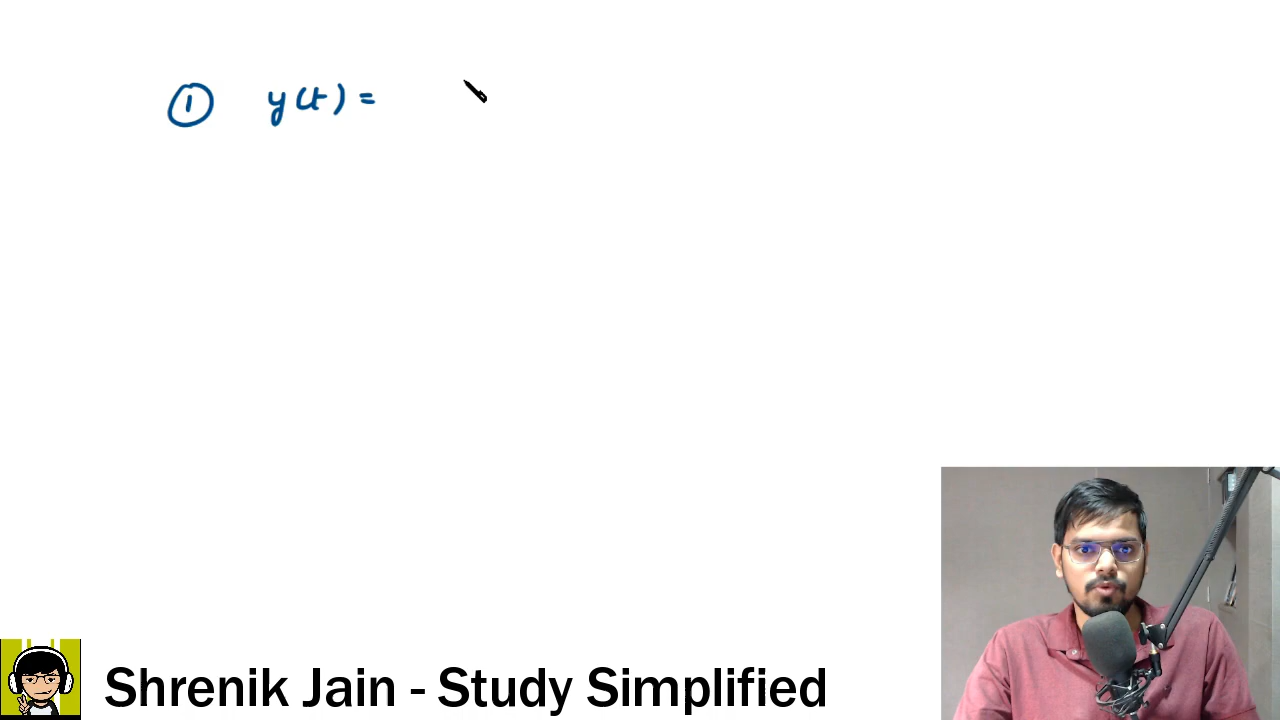 ① y(t) =
Shrenik Jain - Study Simplified